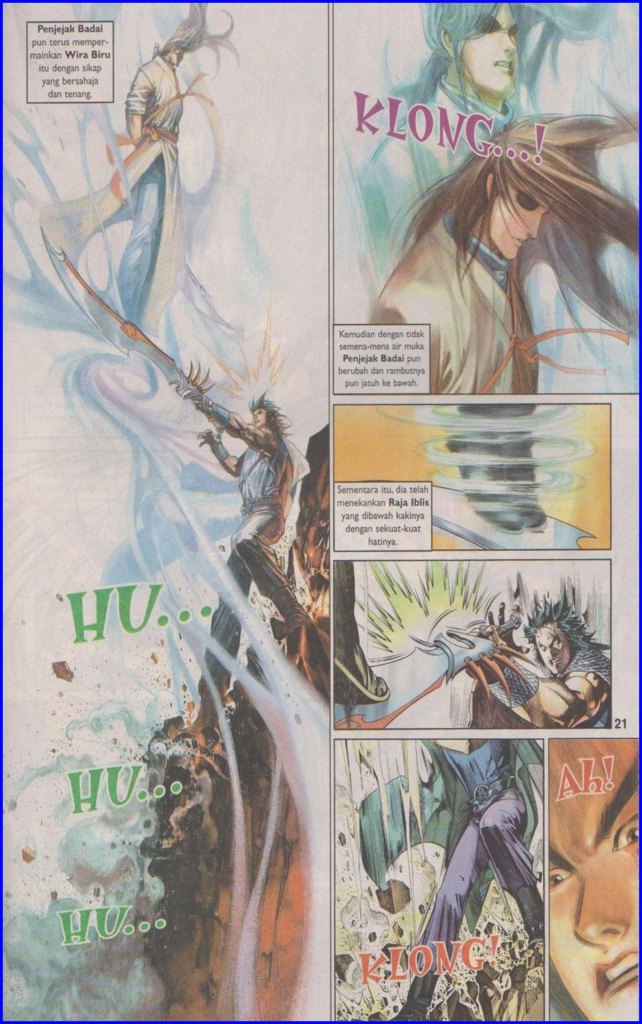 Penjejak Badai
pun terus memper-
mainkan Wira Biru
itu dengan sikap
yang bersahaja
dan tenang.
HU...
HU...
HU...
KLONG...!
Kemudian dengan tidak
semena-mena air muka
Penjejak Badai pun
berubah dan rambutnya
pun jatuh ke bawah.
Sementara itu, dia telah
menekankan Raja Iblis
yang dibawah kakinya
dengan sekuat-kuat
hatinya.
21
KLONG!
Ah!